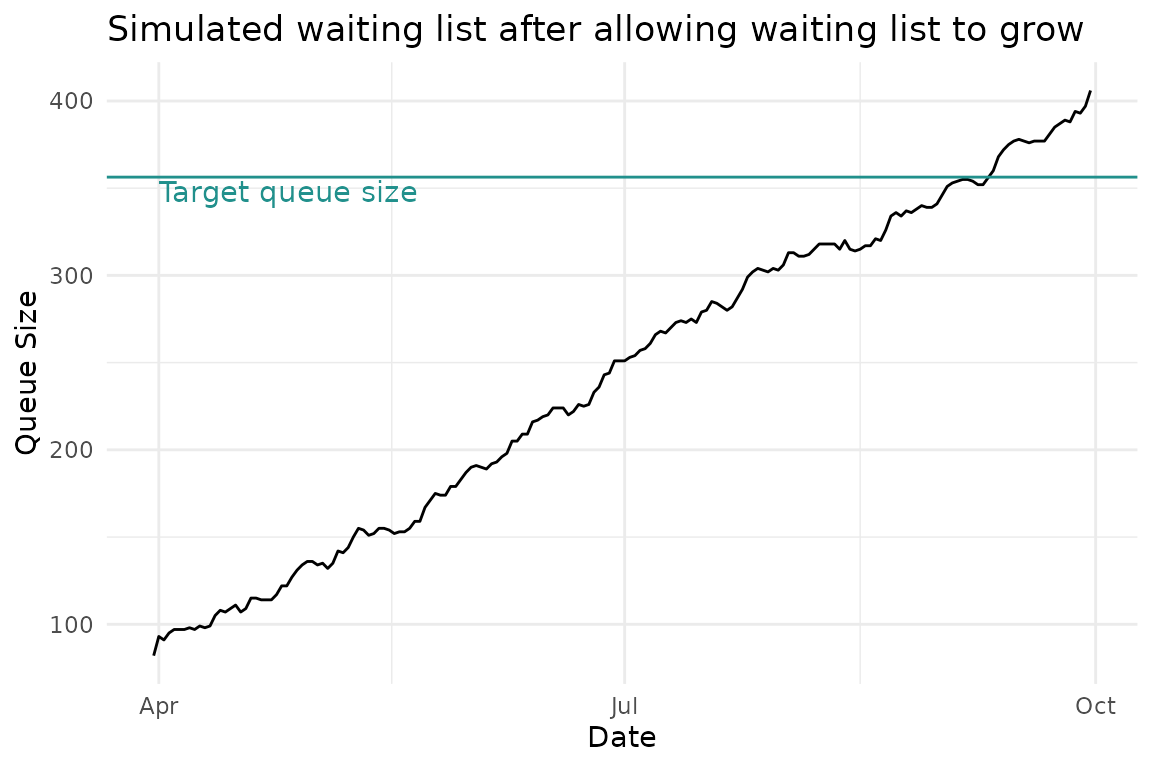 Simulated waiting list after allowing waiting list to grow
400
Target queue size
300
Queue Size
200
100
Apr
Jul
Oct
Date